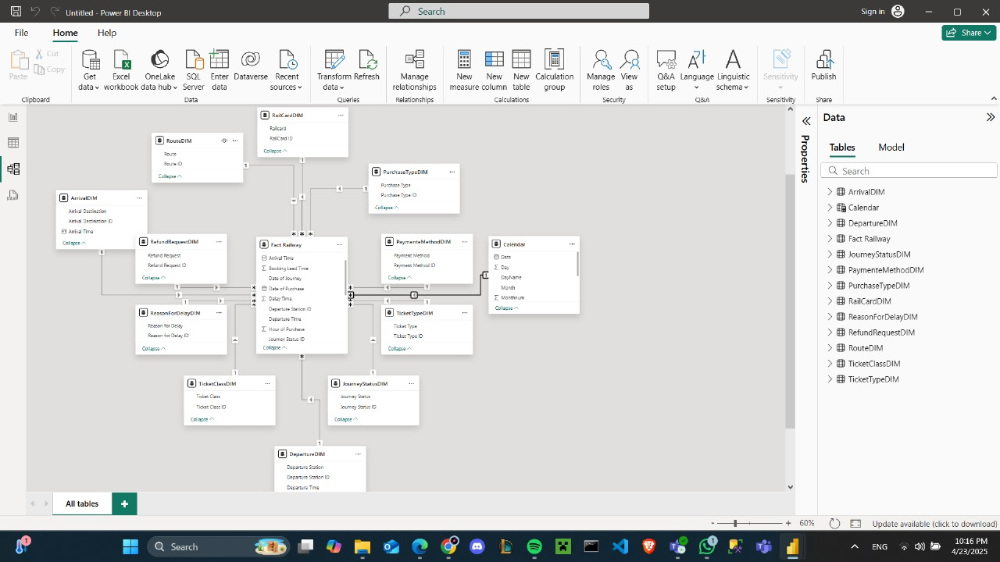 Untitled - Power BI Desktop
Search
Sign in
File
Home
Help
Share
Paste
Cut
Copy
Get data
Excel workbook
OneLake data hub
SQL Server
Enter data
Dataverse
Recent sources
Transform data
Refresh
Manage relationships
New measure
New column
New table
Calculation group
Manage roles
View as
Q&A setup
Language
Linguistic schema
Sensitivity
Publish
Clipboard
Data
Queries
Relationships
Calculations
Security
Q&A
Sensitivity
Share
RailCardDIM
Railcard
RailCard ID
Collapse
RouteDIM
Route
Route ID
Collapse
PurchaseTypeDIM
Purchase Type
Purchase Type ID
Collapse
ArrivalDIM
Arrival Destination
Arrival Destination ID
Arrival Time
Collapse
RefundRequestDIM
Refund Request
Refund Request ID
Collapse
Fact Railway
Arrival Time
Booking Lead Time
Date of Journey
Date of Purchase
Delay Time
Departure Station ID
Departure Time
Hour of Purchase
Journey Status ID
Collapse
PaymenteMethodDIM
Payment Method
Payment Method ID
Collapse
Calendar
Date
Day
DayName
Month
Monthnum
Collapse
ReasonForDelayDIM
Reason for Delay
Reason for Delay ID
Collapse
TicketTypeDIM
Ticket Type
Ticket Type ID
Collapse
TicketClassDIM
Ticket Class
Ticket Class ID
Collapse
JourneyStatusDIM
Journey Status
Journey Status ID
Collapse
DepartureDIM
Departure Station
Departure Station ID
Departure Time
Properties
Data
Tables
Model
Search
ArrivalDIM
Calendar
DepartureDIM
Fact Railway
JourneyStatusDIM
PaymenteMethodDIM
PurchaseTypeDIM
RailCardDIM
ReasonForDelayDIM
RefundRequestDIM
RouteDIM
TicketClassDIM
TicketTypeDIM
All tables
60%
Update available (click to download)
Search
ENG
10:16 PM
4/23/2025